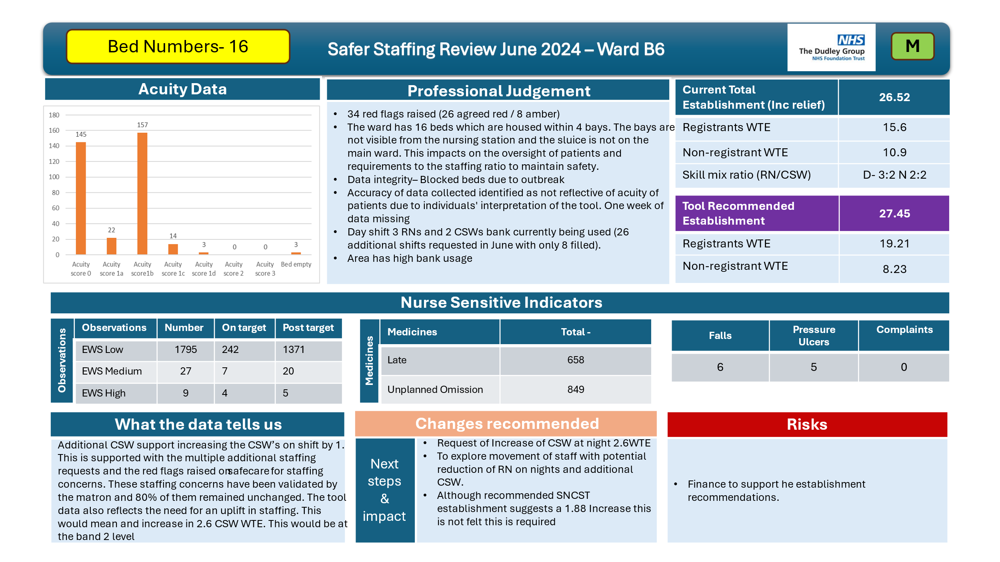 Bed Numbers- 16
Safer Staffing Review June 2024 – Ward B6
NHS
The Dudley Group
NHS Foundation Trust
M
Acuity Data
180
160
140
120
100
80
60
40
20
0
145
22
157
14
3
0
0
3
Acuity score 0
Acuity score 1a
Acuity score1b
Acuity score 1c
Acuity score 1d
Acuity score 2
Acuity score 3
Bed empty
Professional Judgement
• 34 red flags raised (26 agreed red / 8 amber)
• The ward has 16 beds which are housed within 4 bays. The bays are
not visible from the nursing station and the sluice is not on the
main ward. This impacts on the oversight of patients and
requirements to the staffing ratio to maintain safety.
• Data integrity– Blocked beds due to outbreak
• Accuracy of data collected identified as not reflective of acuity of
patients due to individuals' interpretation of the tool. One week of
data missing
• Day shift 3 RNs and 2 CSWs bank currently being used (26
additional shifts requested in June with only 8 filled).
• Area has high bank usage
Current Total
Establishment (Inc relief)
26.52
Registrants WTE 15.6
Non-registrant WTE 10.9
Skill mix ratio (RN/CSW) D- 3:2 N 2:2
Tool Recommended
Establishment
27.45
Registrants WTE 19.21
Non-registrant WTE 8.23
Nurse Sensitive Indicators
Observations
Observations Number On target Post target
EWS Low 1795 242 1371
EWS Medium 27 7 20
EWS High 9 4 5
Medicines
Medicines Total -
Late 658
Unplanned Omission 849
Falls Pressure Ulcers Complaints
6 5 0
What the data tells us
Additional CSW support increasing the CSW’s on shift by 1.
This is supported with the multiple additional staffing
requests and the red flags raised on safecare for staffing
concerns. These staffing concerns have been validated by
the matron and 80% of them remained unchanged. The tool
data also reflects the need for an uplift in staffing. This
would mean and increase in 2.6 CSW WTE. This would be at
the band 2 level
Changes recommended
Next
steps
&
impact
• Request of Increase of CSW at night 2.6WTE
• To explore movement of staff with potential
reduction of RN on nights and additional
CSW.
• Although recommended SNCST
establishment suggests a 1.88 Increase this
is not felt this is required
Risks
• Finance to support he establishment
recommendations.